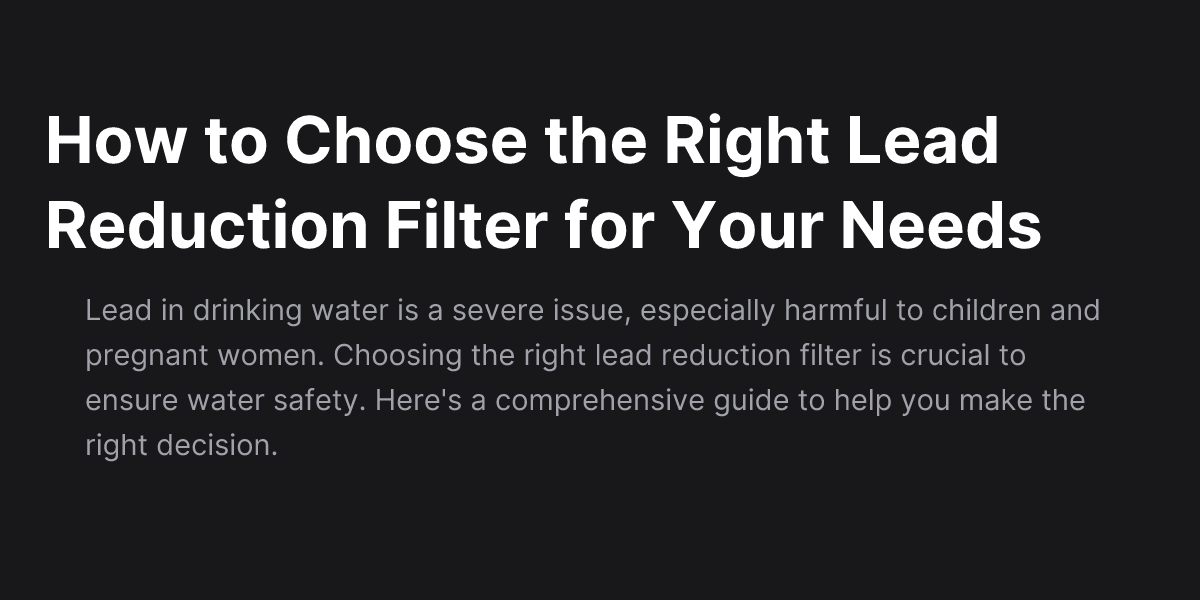 How to Choose the Right Lead
Reduction Filter for Your Needs
Lead in drinking water is a severe issue, especially harmful to children and
pregnant women. Choosing the right lead reduction filter is crucial to
ensure water safety. Here's a comprehensive guide to help you make the
right decision.